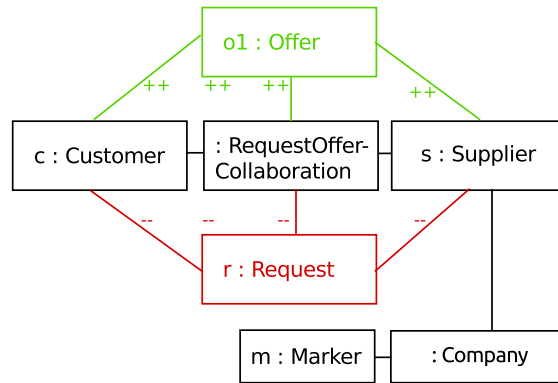 o1 : Offer
++ ++ ++ ++
c : Customer
: RequestOffer-
Collaboration
s : Supplier
-- -- -- --
r : Request
m : Marker
: Company